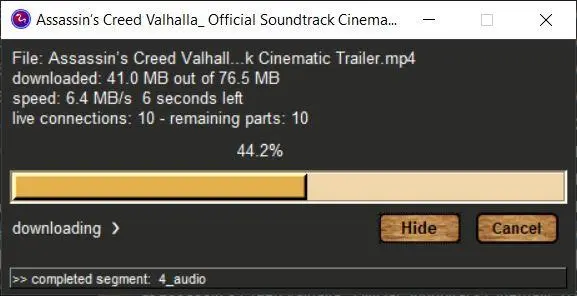 Assassin's Creed Valhalla_ Official Soundtrack Cinema...
File: Assassin's Creed Valhall...k Cinematic Trailer.mp4
downloaded: 41.0 MB out of 76.5 MB
speed: 6.4 MB/s 6 seconds left
live connections: 10 - remaining parts: 10
44.2%
downloading ❯
Hide
Cancel
>> completed segment: 4_audio